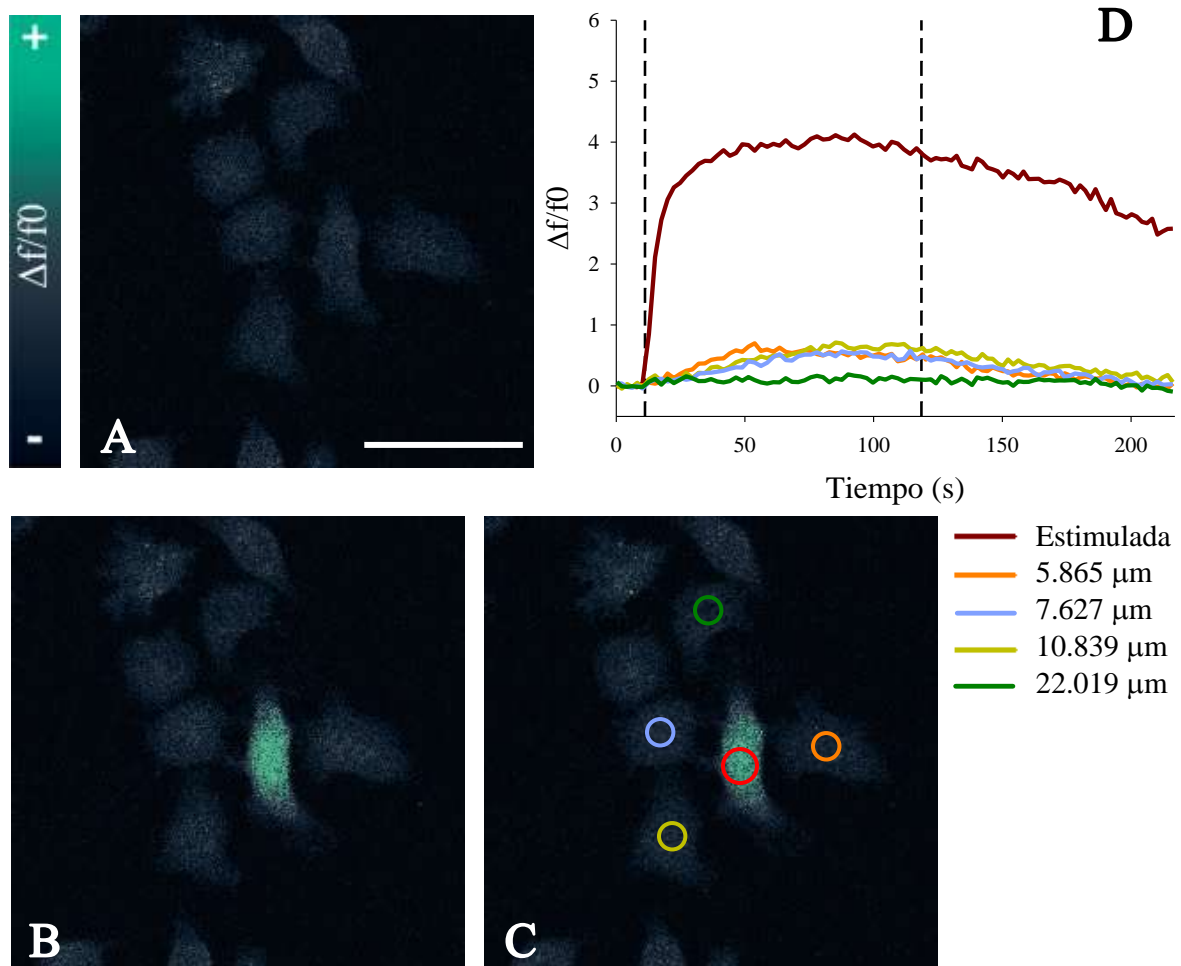 +
Δf/f0
-
A
D
6
5
4
3
2
1
0
Δf/f0
0
50
100
150
200
Tiempo (s)
B
C
Estimulada
5.865 μm
7.627 μm
10.839 μm
22.019 μm